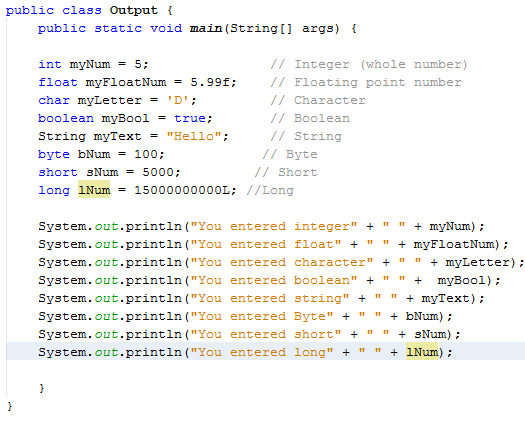 public class Output {
    public static void main(String[] args) {

    int myNum = 5;               // Integer (whole number)
    float myFloatNum = 5.99f;    // Floating point number
    char myLetter = 'D';         // Character
    boolean myBool = true;       // Boolean
    String myText = "Hello";     // String
    byte bNum = 100;            // Byte
    short sNum = 5000;         // Short
    long lNum = 15000000000L; //Long

    System.out.println("You entered integer" + " " + myNum);
    System.out.println("You entered float" + " " + myFloatNum);
    System.out.println("You entered character" + " " + myLetter);
    System.out.println("You entered boolean" + " " +  myBool);
    System.out.println("You entered string" + " " + myText);
    System.out.println("You entered Byte" + " " + bNum);
    System.out.println("You entered short" + " " + sNum);
    System.out.println("You entered long" + " " + lNum);

    }
}